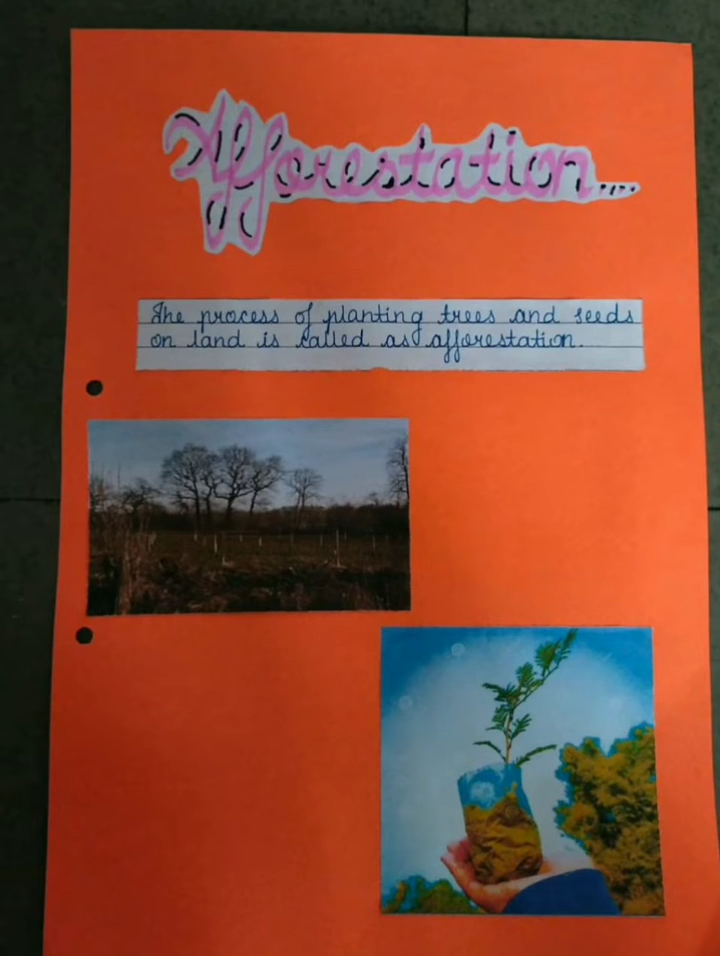 Afforestation....
The process of planting trees and seeds
on land is called as afforestation.